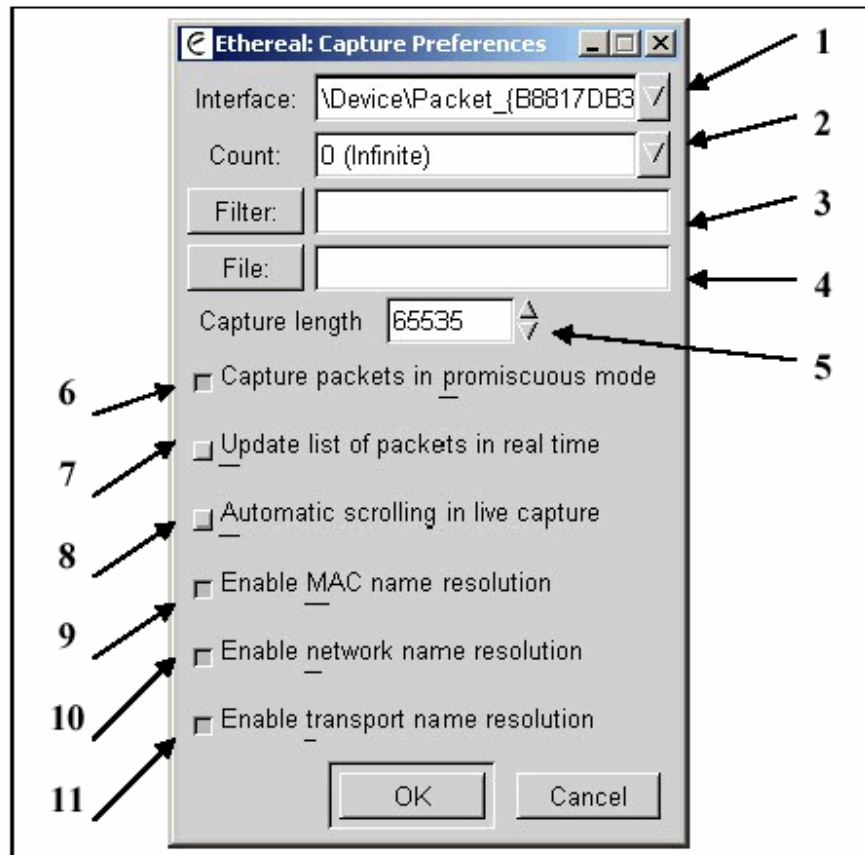 Ethereal: Capture Preferences
1
Interface: \Device\Packet_{B8817DB3
2
Count: 0 (Infinite)
3
Filter:
4
File:
Capture length 65535
5
6
Capture packets in promiscuous mode
7
Update list of packets in real time
8
Automatic scrolling in live capture
9
Enable MAC name resolution
10
Enable network name resolution
11
Enable transport name resolution
OK Cancel